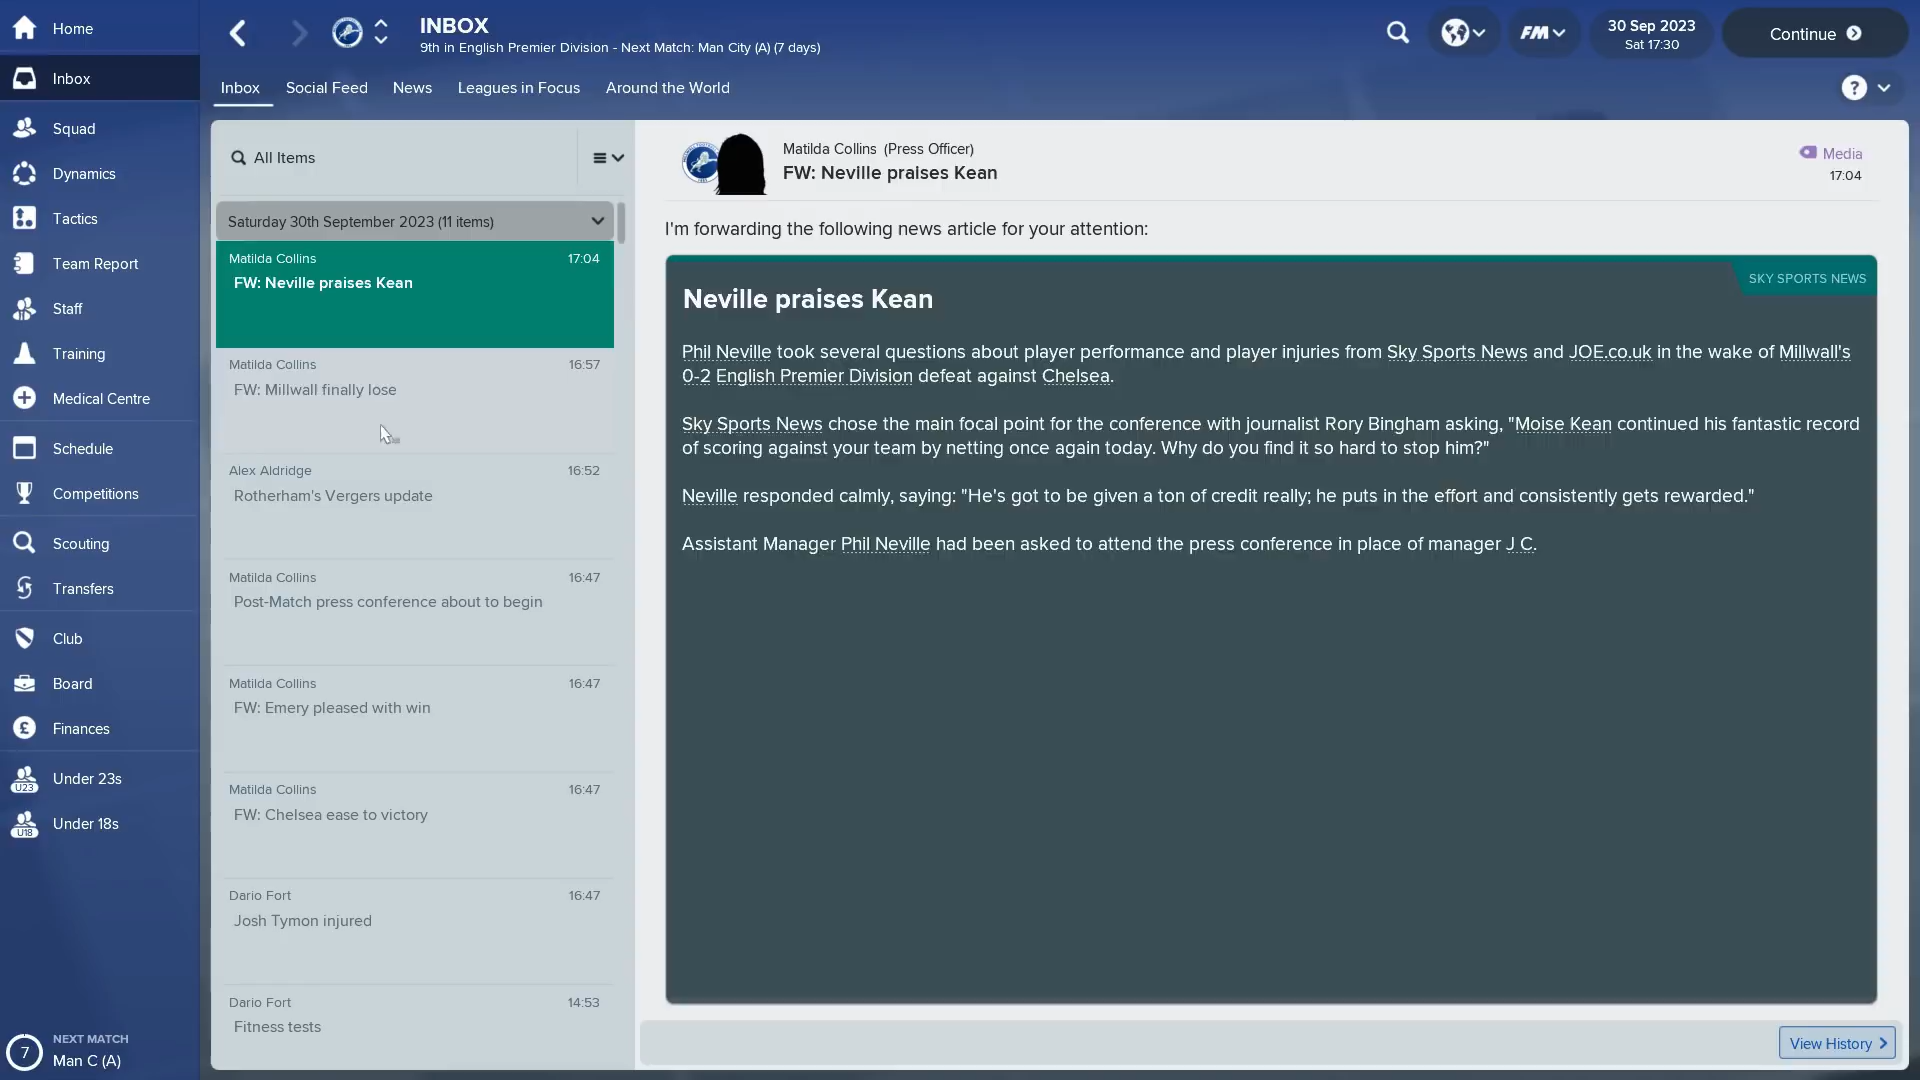 Home
Inbox
Squad
Dynamics
Tactics
Team Report
Staff
Training
Medical Centre
Schedule
Competitions
Scouting
Transfers
Club
Board
Finances
U23
Under 23s
U18
Under 18s
7
NEXT MATCH
Man C (A)
INBOX
9th in English Premier Division - Next Match: Man City (A) (7 days)
FM
30 Sep 2023
Sat 17:30
Continue
Inbox
Social Feed
News
Leagues in Focus
Around the World
?
All Items
Saturday 30th September 2023 (11 items)
Matilda Collins 17:04
FW: Neville praises Kean
Matilda Collins 16:57
FW: Millwall finally lose
Alex Aldridge 16:52
Rotherham's Vergers update
Matilda Collins 16:47
Post-Match press conference about to begin
Matilda Collins 16:47
FW: Emery pleased with win
Matilda Collins 16:47
FW: Chelsea ease to victory
Dario Fort 16:47
Josh Tymon injured
Dario Fort 14:53
Fitness tests
Matilda Collins (Press Officer)
FW: Neville praises Kean
Media
17:04
I'm forwarding the following news article for your attention:
SKY SPORTS NEWS
Neville praises Kean
Phil Neville took several questions about player performance and player injuries from Sky Sports News and JOE.co.uk in the wake of Millwall's
0-2 English Premier Division defeat against Chelsea.
Sky Sports News chose the main focal point for the conference with journalist Rory Bingham asking, "Moise Kean continued his fantastic record
of scoring against your team by netting once again today. Why do you find it so hard to stop him?"
Neville responded calmly, saying: "He's got to be given a ton of credit really; he puts in the effort and consistently gets rewarded."
Assistant Manager Phil Neville had been asked to attend the press conference in place of manager J C.
View History